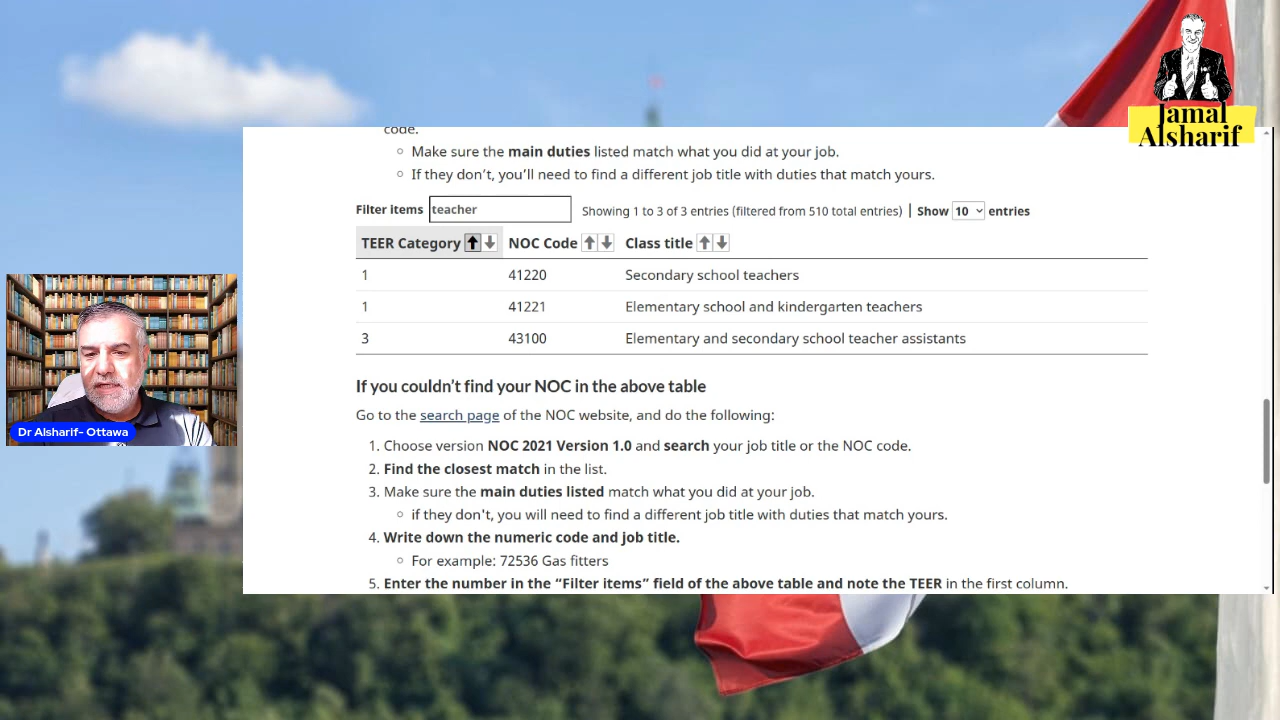 Jamal
Alsharif
code.
Make sure the main duties listed match what you did at your job.
If they don't, you'll need to find a different job title with duties that match yours.
Filter items teacher Showing 1 to 3 of 3 entries (filtered from 510 total entries) | Show 10 entries
TEER Category NOC Code Class title
1 41220 Secondary school teachers
1 41221 Elementary school and kindergarten teachers
3 43100 Elementary and secondary school teacher assistants
If you couldn't find your NOC in the above table
Go to the search page of the NOC website, and do the following:
1. Choose version NOC 2021 Version 1.0 and search your job title or the NOC code.
2. Find the closest match in the list.
3. Make sure the main duties listed match what you did at your job.
if they don't, you will need to find a different job title with duties that match yours.
4. Write down the numeric code and job title.
For example: 72536 Gas fitters
5. Enter the number in the “Filter items” field of the above table and note the TEER in the first column.
Dr Alsharif- Ottawa